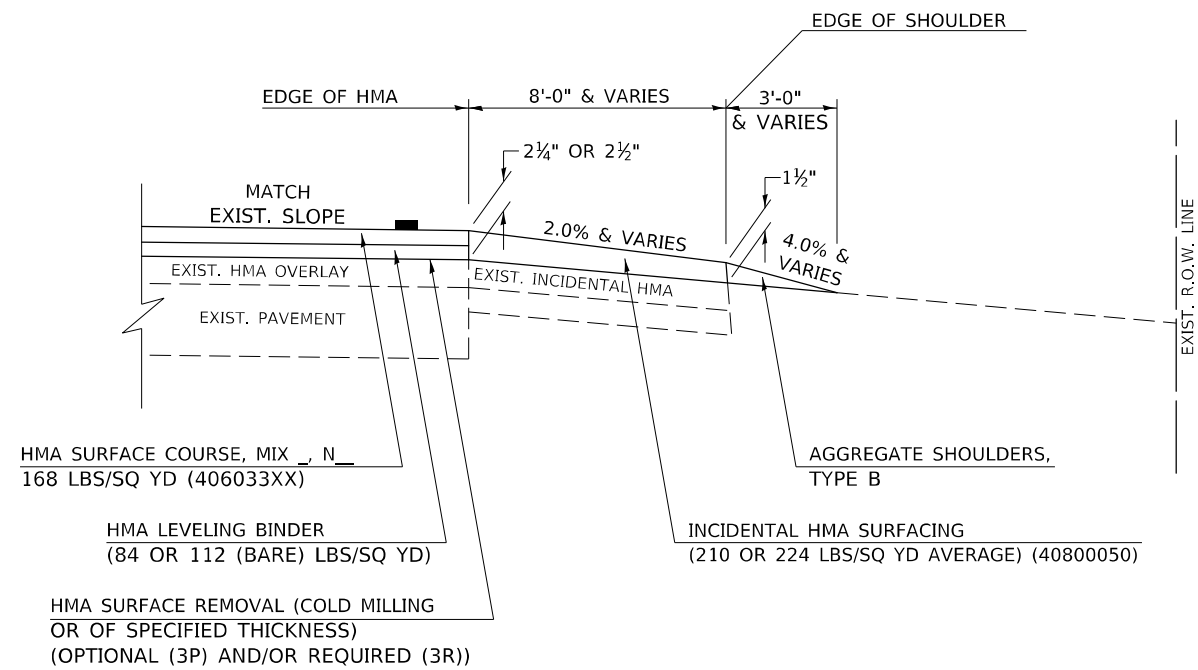 EDGE OF SHOULDER
EDGE OF HMA
8'-0" & VARIES
3'-0"
& VARIES
2¼" OR 2½"
1½"
MATCH
EXIST. SLOPE
2.0% & VARIES
4.0% &
VARIES
EXIST. HMA OVERLAY
EXIST. INCIDENTAL HMA
EXIST. PAVEMENT
EXIST. R.O.W. LINE
HMA SURFACE COURSE, MIX _, N__
168 LBS/SQ YD (406033XX)
AGGREGATE SHOULDERS,
TYPE B
HMA LEVELING BINDER
(84 OR 112 (BARE) LBS/SQ YD)
INCIDENTAL HMA SURFACING
(210 OR 224 LBS/SQ YD AVERAGE) (40800050)
HMA SURFACE REMOVAL (COLD MILLING
OR OF SPECIFIED THICKNESS)
(OPTIONAL (3P) AND/OR REQUIRED (3R))